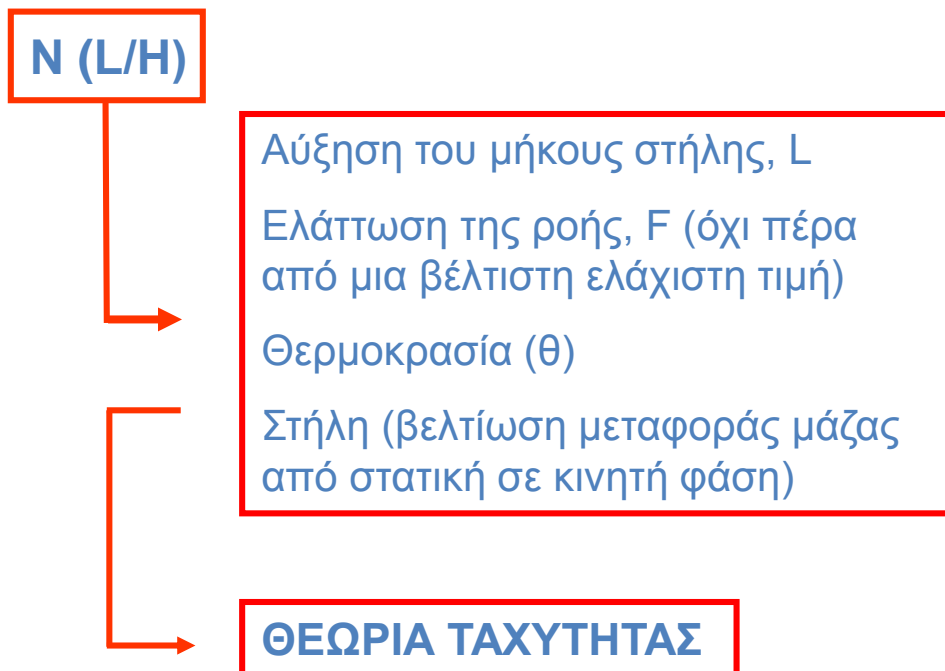 N (L/H)
Αύξηση του μήκους στήλης, L
Ελάττωση της ροής, F (όχι πέρα
από μια βέλτιστη ελάχιστη τιμή)
Θερμοκρασία (θ)
Στήλη (βελτίωση μεταφοράς μάζας
από στατική σε κινητή φάση)
ΘΕΩΡΙΑ ΤΑΧΥΤΗΤΑΣ